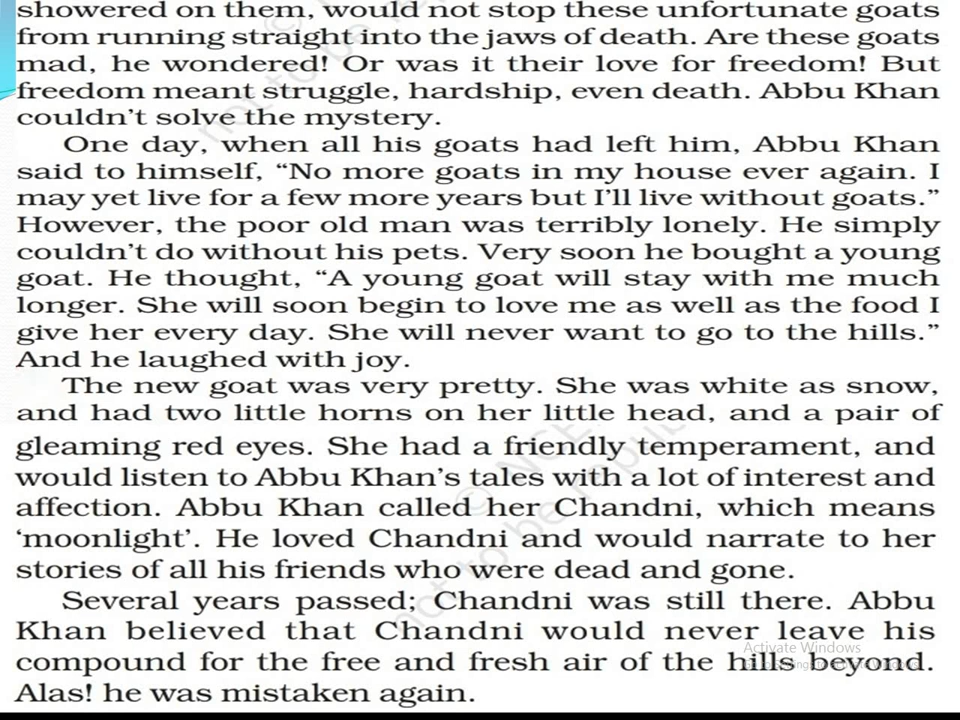 showered on them, would not stop these unfortunate goats
from running straight into the jaws of death. Are these goats
mad, he wondered! Or was it their love for freedom! But
freedom meant struggle, hardship, even death. Abbu Khan
couldn't solve the mystery.
One day, when all his goats had left him, Abbu Khan
said to himself, “No more goats in my house ever again. I
may yet live for a few more years but I'll live without goats.”
However, the poor old man was terribly lonely. He simply
couldn't do without his pets. Very soon he bought a young
goat. He thought, “A young goat will stay with me much
longer. She will soon begin to love me as well as the food I
give her every day. She will never want to go to the hills.”
And he laughed with joy.
The new goat was very pretty. She was white as snow,
and had two little horns on her little head, and a pair of
gleaming red eyes. She had a friendly temperament, and
would listen to Abbu Khan's tales with a lot of interest and
affection. Abbu Khan called her Chandni, which means
‘moonlight’. He loved Chandni and would narrate to her
stories of all his friends who were dead and gone.
Several years passed; Chandni was still there. Abbu
Khan believed that Chandni would never leave his
compound for the free and fresh air of the hills beyond.
Alas! he was mistaken again.
Activate Windows